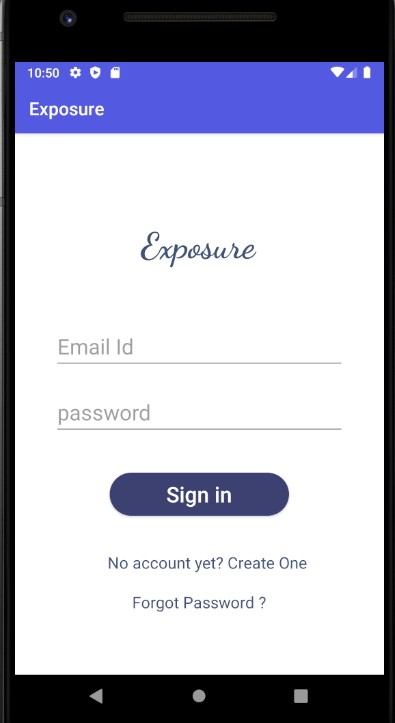 10:50
Exposure
Exposure
Email Id
password
Sign in
No account yet? Create One
Forgot Password ?